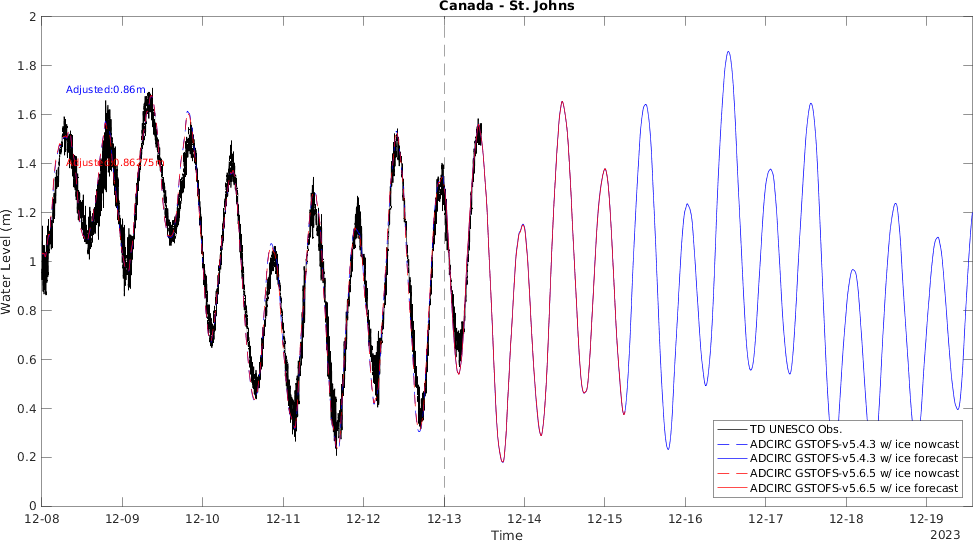 Canada - St. Johns
2
1.8
1.6
1.4
1.2
1
0.8
0.6
0.4
0.2
0
Water Level (m)
Adjusted:0.86m
Adjusted:0.86275m
TD UNESCO Obs.
ADCIRC GSTOFS-v5.4.3 w/ ice nowcast
ADCIRC GSTOFS-v5.4.3 w/ ice forecast
ADCIRC GSTOFS-v5.6.5 w/ ice nowcast
ADCIRC GSTOFS-v5.6.5 w/ ice forecast
12-08 12-09 12-10 12-11 12-12 12-13 12-14 12-15 12-16 12-17 12-18 12-19
Time
2023